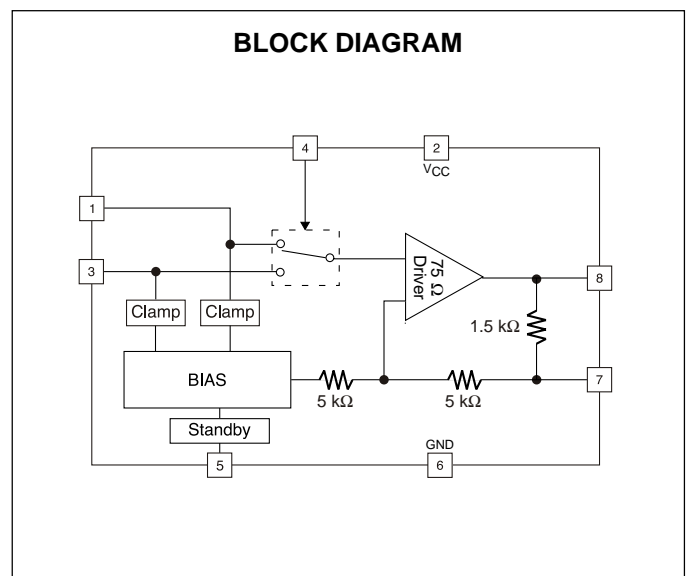 BLOCK DIAGRAM
4
2
VCC
1
3
8
75 Ω
Driver
Clamp
Clamp
1.5 kΩ
BIAS
7
5 kΩ
5 kΩ
Standby
GND
5
6